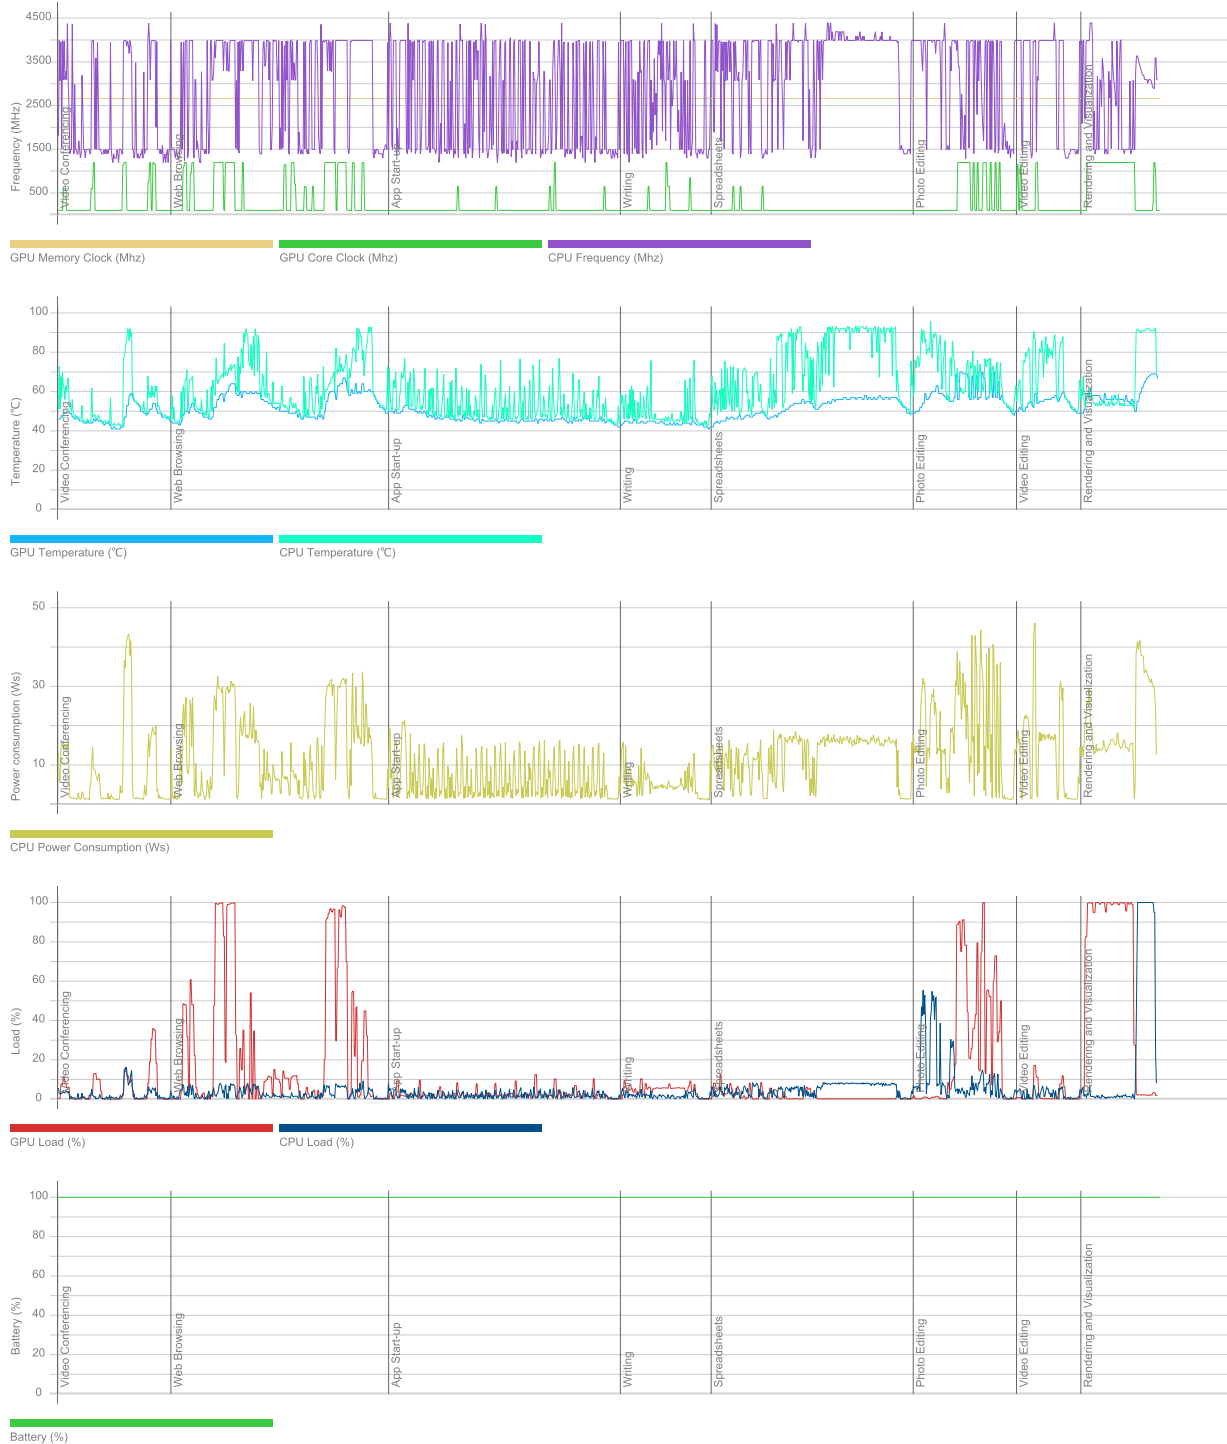 Frequency (MHz)
4500
3500
2500
1500
500
Video Conferencing
Web Browsing
App Start-up
Writing
Spreadsheets
Photo Editing
Video Editing
Rendering and Visualization
GPU Memory Clock (Mhz)
GPU Core Clock (Mhz)
CPU Frequency (Mhz)
Temperature (℃)
100
80
60
40
20
0
Video Conferencing
Web Browsing
App Start-up
Writing
Spreadsheets
Photo Editing
Video Editing
Rendering and Visualization
GPU Temperature (℃)
CPU Temperature (℃)
Power consumption (Ws)
50
30
10
Video Conferencing
Web Browsing
App Start-up
Writing
Spreadsheets
Photo Editing
Video Editing
Rendering and Visualization
CPU Power Consumption (Ws)
Load (%)
100
80
60
40
20
0
Video Conferencing
Web Browsing
App Start-up
Writing
Spreadsheets
Photo Editing
Video Editing
Rendering and Visualization
GPU Load (%)
CPU Load (%)
Battery (%)
100
80
60
40
20
0
Video Conferencing
Web Browsing
App Start-up
Writing
Spreadsheets
Photo Editing
Video Editing
Rendering and Visualization
Battery (%)